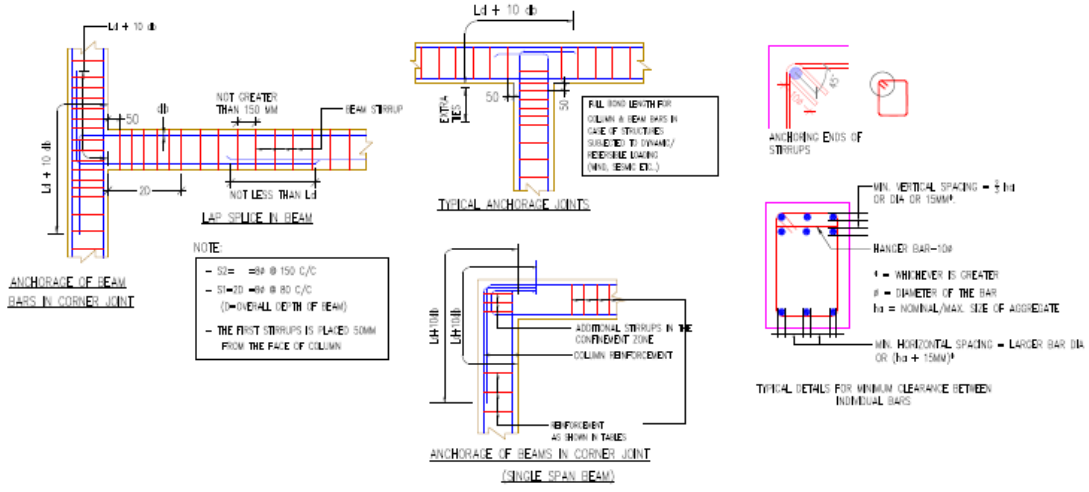 Ld + 10 db
50
db
NOT GREATER
THAN 150 MM
BEAM STIRRUP
Ld + 10 db
2D
NOT LESS THAN Ld
LAP SPLICE IN BEAM
ANCHORAGE OF BEAM
BARS IN CORNER JOINT
NOTE:
- S2= =8ø @ 150 C/C
- S1=2D =8ø @ 80 C/C
(D=OVERALL DEPTH OF BEAM)
- THE FIRST STIRRUPS IS PLACED 50MM
FROM THE FACE OF COLUMN
Ld + 10 db
50
EXTRA
TIES
50
FULL BOND LENGTH FOR
COLUMN & BEAM BARS IN
CASE OF STRUCTURES
SUBJECTED TO DYNAMIC/
REVERSIBLE LOADING
(WIND, SEISMIC ETC..)
TYPICAL ANCHORAGE JOINTS
Ld+10db
Ld+10db
ADDITIONAL STIRRUPS IN THE
CONFINEMENT ZONE
COLUMN REINFORCEMENT
REINFORCEMENT
AS SHOWN IN TABLES
ANCHORAGE OF BEAMS IN CORNER JOINT
(SINGLE SPAN BEAM)
45°
10ø
ANCHORING ENDS OF
STIRRUPS
MIN. VERTICAL SPACING = ⅔ ha
OR DIA OR 15MM*.
HANGER BAR-10ø
* = WHICHEVER IS GREATER
ø = DIAMETER OF THE BAR
ha = NOMINAL/MAX. SIZE OF AGGREDATE
MIN. HORIZONTAL SPACING = LARGER BAR DIA
OR (ha + 15MM)*
TYPICAL DETAILS FOR MINIMUM CLEARANCE BETWEEN
INDIVIDUAL BARS